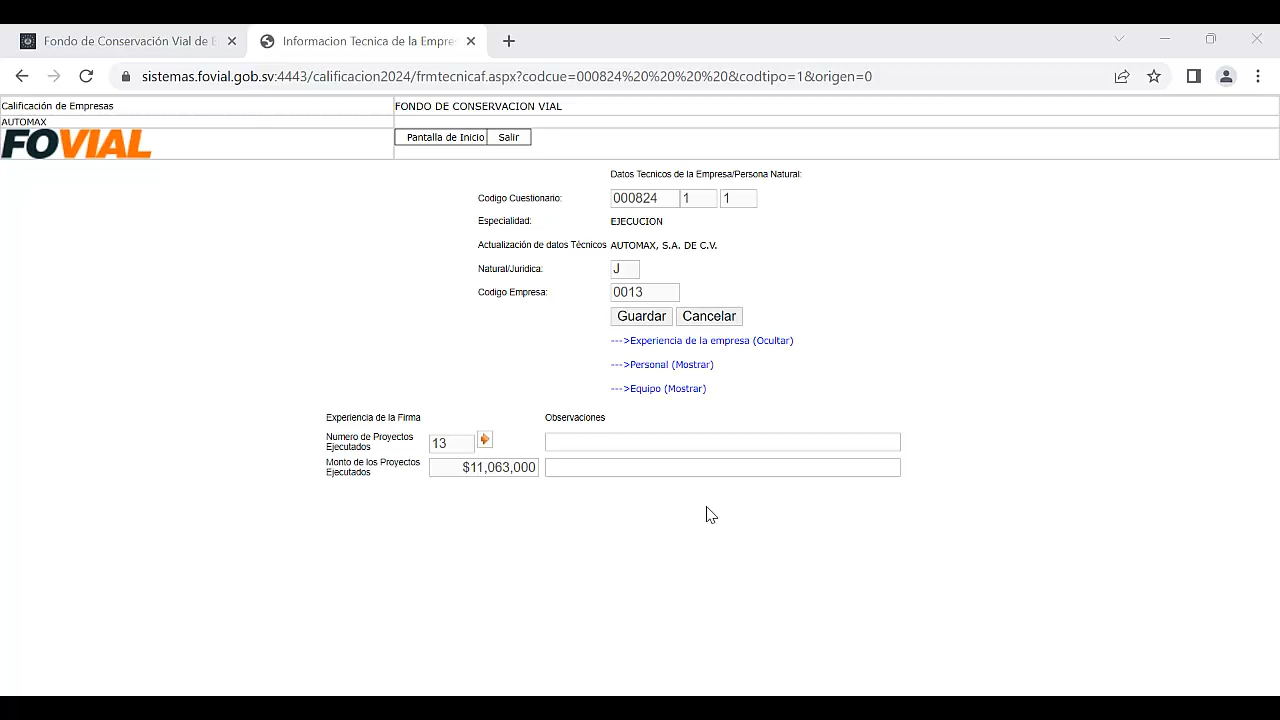 Fondo de Conservación Vial de E
Informacion Tecnica de la Empre
sistemas.fovial.gob.sv:4443/calificacion2024/frmtecnicaf.aspx?codcue=000824%20%20%20%20&codtipo=1&origen=0
Calificación de Empresas
FONDO DE CONSERVACION VIAL
AUTOMAX
FOVIAL
Pantalla de Inicio
Salir
Datos Tecnicos de la Empresa/Persona Natural:
Codigo Cuestionario: 000824 1 1
Especialidad: EJECUCION
Actualización de datos Técnicos AUTOMAX, S.A. DE C.V.
Natural/Juridica: J
Codigo Empresa: 0013
Guardar Cancelar
--->Experiencia de la empresa (Ocultar)
--->Personal (Mostrar)
--->Equipo (Mostrar)
Experiencia de la Firma
Observaciones
Numero de Proyectos
Ejecutados
13
Monto de los Proyectos
Ejecutados
$11,063,000